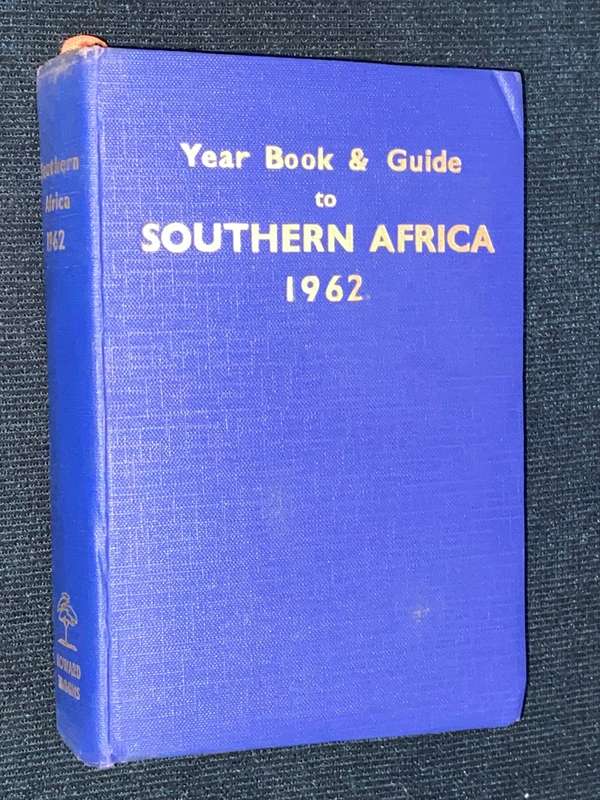 Year Book & Guide
to
SOUTHERN AFRICA
1962
Southern
Africa
1962
HOWARD
TIMMINS